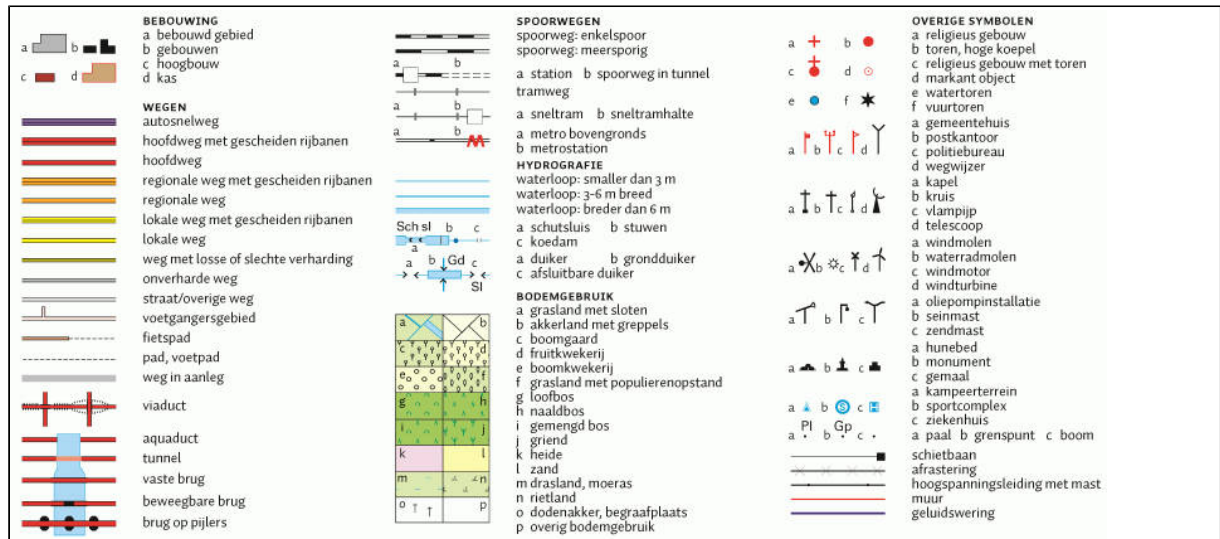 BEBOUWING
a bebouwd gebied
a b
b gebouwen
c hoogbouw
c d
d kas
WEGEN
autosnelweg
hoofdweg met gescheiden rijbanen
hoofdweg
regionale weg met gescheiden rijbanen
regionale weg
lokale weg met gescheiden rijbanen
lokale weg
weg met losse of slechte verharding
onverharde weg
straat/overige weg
voetgangersgebied
fietspad
pad, voetpad
weg in aanleg
viaduct
aquaduct
tunnel
vaste brug
beweegbare brug
brug op pijlers
SPOORWEGEN
spoorweg: enkelspoor
spoorweg: meersporig
a b
a station b spoorweg in tunnel
tramweg
a b
a sneltram b sneltramhalte
a b
a metro bovengronds
b metrostation
HYDROGRAFIE
waterloop: smaller dan 3 m
waterloop: 3-6 m breed
waterloop: breder dan 6 m
Sch sl b c
a
a schutsluis b stuwen
c koedam
a b Gd c
Sl
a duiker b grondduiker
c afsluitbare duiker
BODEMGEBRUIK
a b
c d
e f
g h
i j
k l
m n
o p
a grasland met sloten
b akkerland met greppels
c boomgaard
d fruitkwekerij
e boomkwekerij
f grasland met populierenopstand
g loofbos
h naaldbos
i gemengd bos
j griend
k heide
l zand
m drasland, moeras
n rietland
o dodenakker, begraafplaats
p overig bodemgebruik
OVERIGE SYMBOLEN
a b
a religieus gebouw
b toren, hoge koepel
c d
c religieus gebouw met toren
d markant object
e f
e watertoren
f vuurtoren
a b c d
a gemeentehuis
b postkantoor
c politiebureau
d wegwijzer
a b c d
a kapel
b kruis
c vlampijp
d telescoop
a b c d
a windmolen
b waterradmolen
c windmotor
d windturbine
a b c
a oliepompinstallatie
b seinmast
c zendmast
a b c
a hunebed
b monument
c gemaal
a b S c H
a kampeerterrein
b sportcomplex
c ziekenhuis
Pl Gp
a b c
a paal b grenspunt c boom
schietbaan
afrastering
hoogspanningsleiding met mast
muur
geluidswering